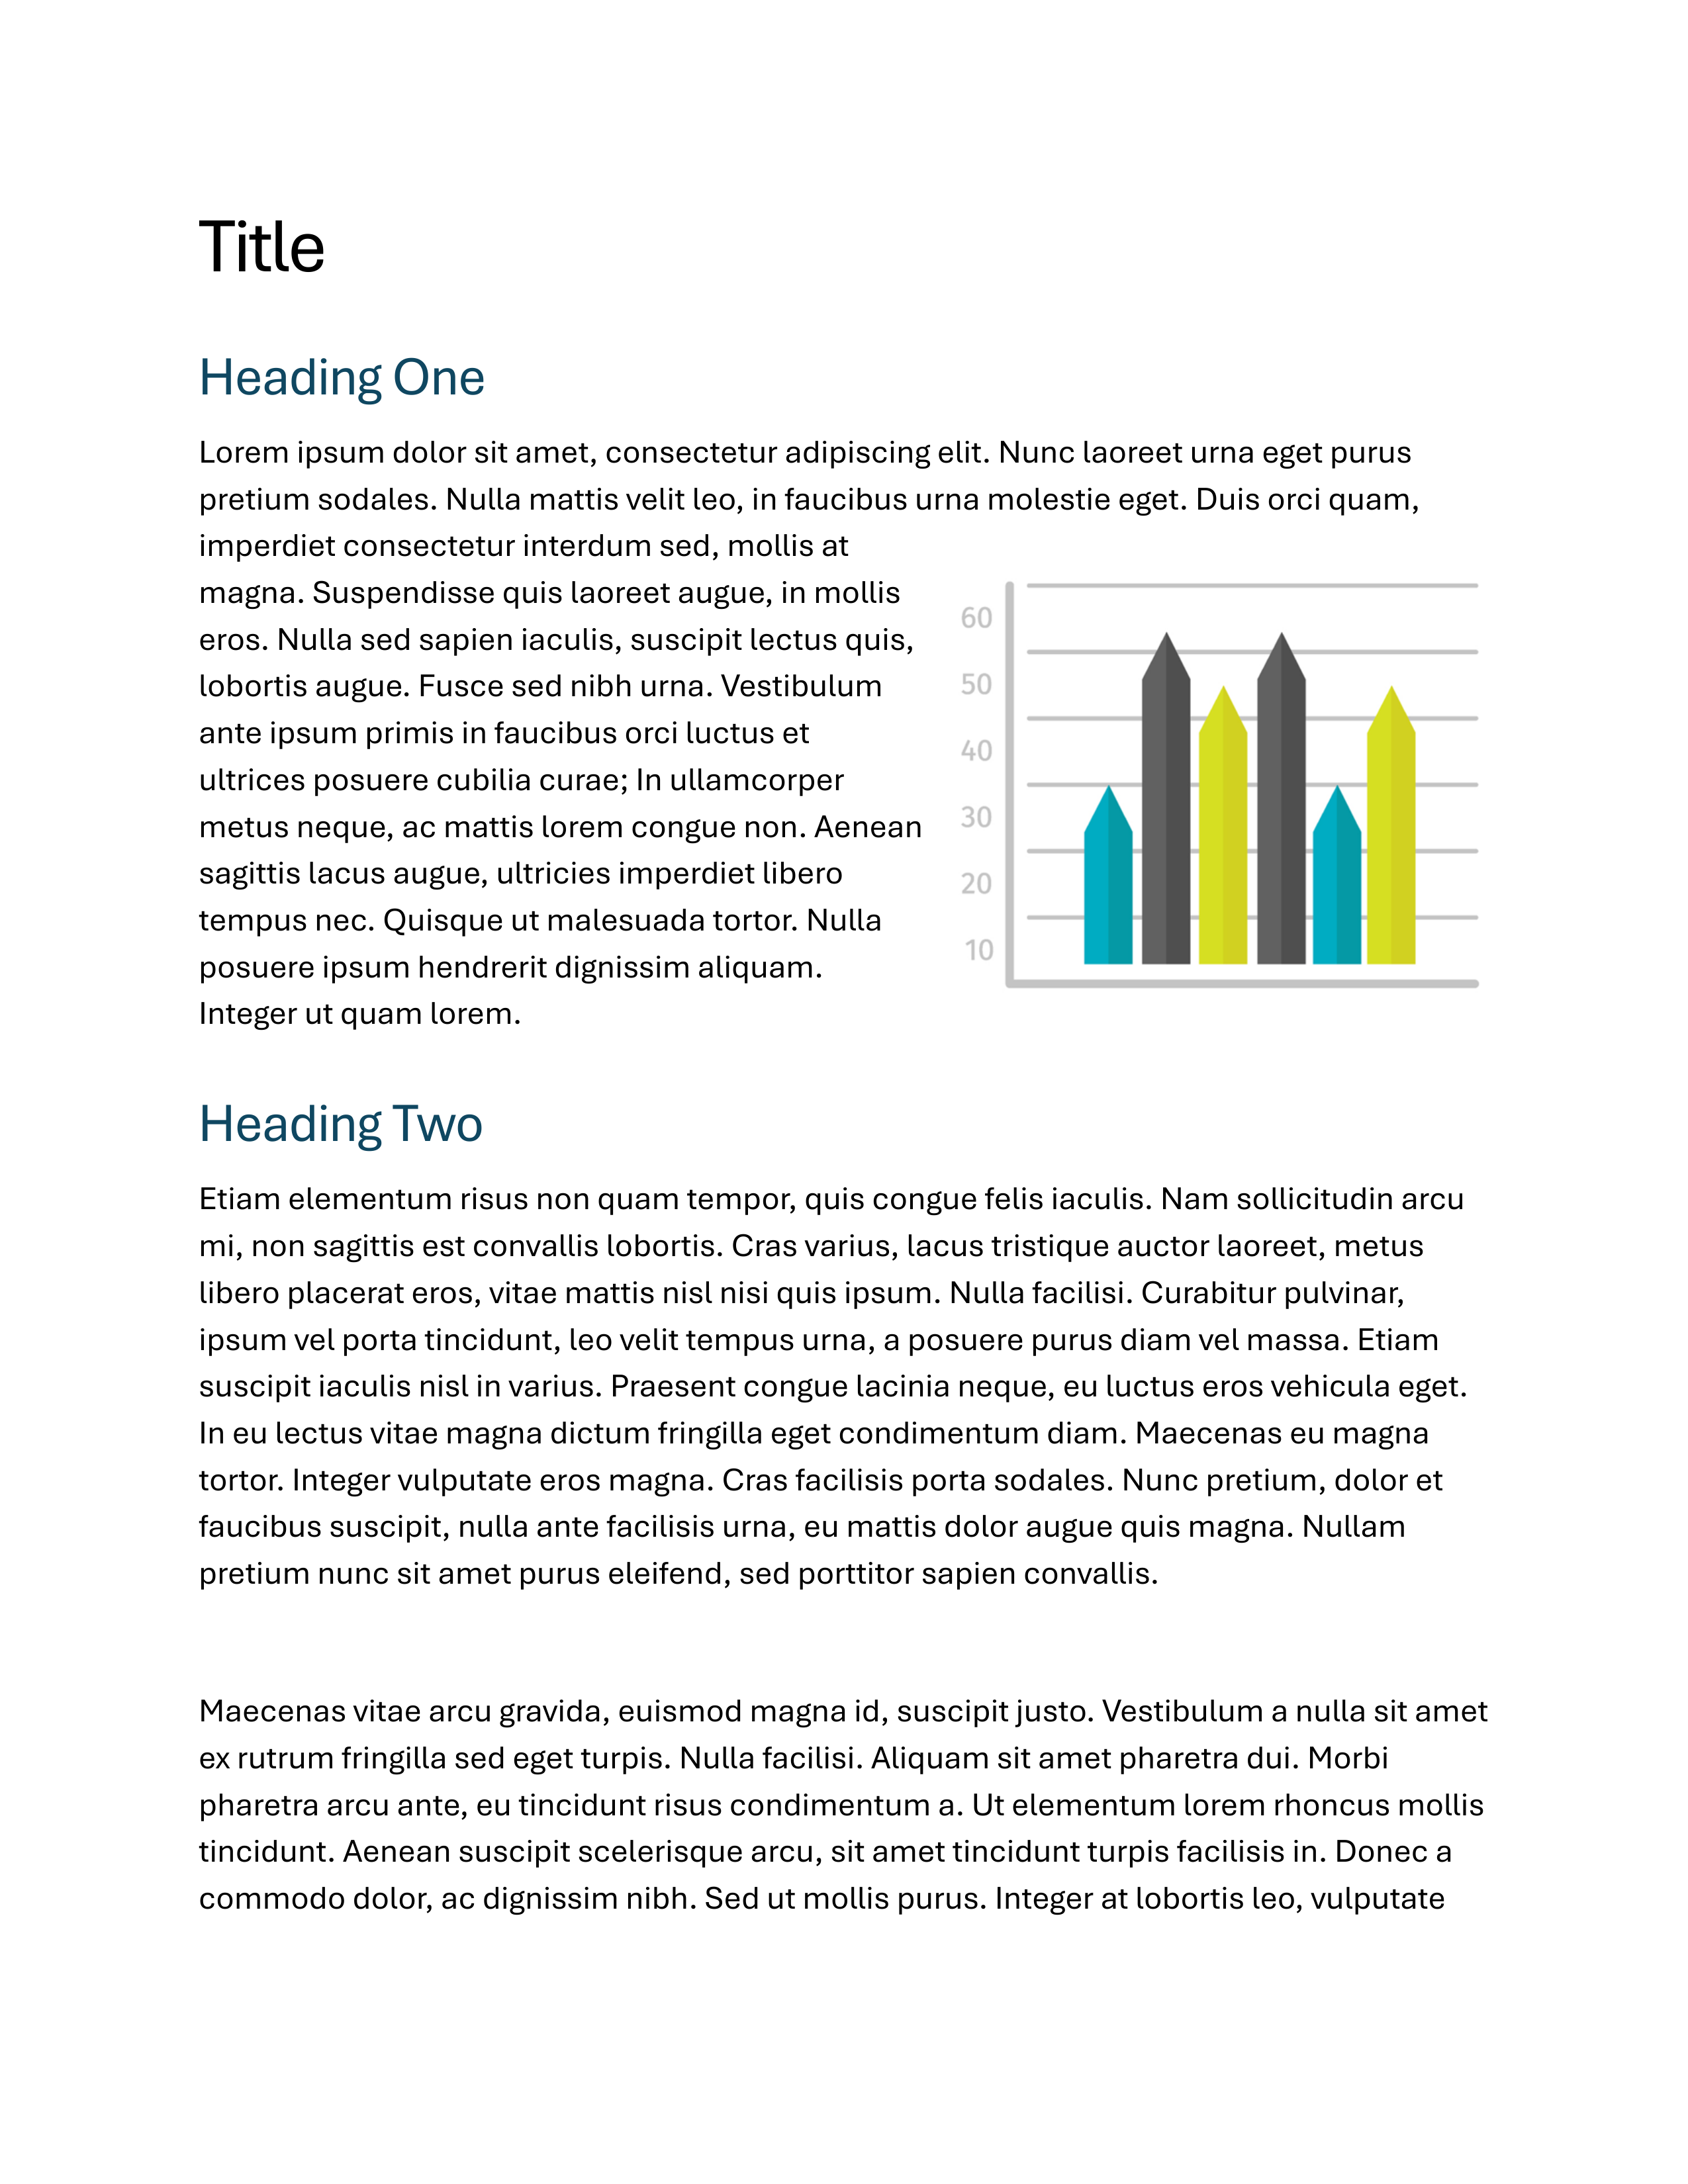 Title
Heading One
Lorem ipsum dolor sit amet, consectetur adipiscing elit. Nunc laoreet urna eget purus
pretium sodales. Nulla mattis velit leo, in faucibus urna molestie eget. Duis orci quam,
imperdiet consectetur interdum sed, mollis at
magna. Suspendisse quis laoreet augue, in mollis
eros. Nulla sed sapien iaculis, suscipit lectus quis,
lobortis augue. Fusce sed nibh urna. Vestibulum
ante ipsum primis in faucibus orci luctus et
ultrices posuere cubilia curae; In ullamcorper
metus neque, ac mattis lorem congue non. Aenean
sagittis lacus augue, ultricies imperdiet libero
tempus nec. Quisque ut malesuada tortor. Nulla
posuere ipsum hendrerit dignissim aliquam.
Integer ut quam lorem.
60
50
40
30
20
10
Heading Two
Etiam elementum risus non quam tempor, quis congue felis iaculis. Nam sollicitudin arcu
mi, non sagittis est convallis lobortis. Cras varius, lacus tristique auctor laoreet, metus
libero placerat eros, vitae mattis nisl nisi quis ipsum. Nulla facilisi. Curabitur pulvinar,
ipsum vel porta tincidunt, leo velit tempus urna, a posuere purus diam vel massa. Etiam
suscipit iaculis nisl in varius. Praesent congue lacinia neque, eu luctus eros vehicula eget.
In eu lectus vitae magna dictum fringilla eget condimentum diam. Maecenas eu magna
tortor. Integer vulputate eros magna. Cras facilisis porta sodales. Nunc pretium, dolor et
faucibus suscipit, nulla ante facilisis urna, eu mattis dolor augue quis magna. Nullam
pretium nunc sit amet purus eleifend, sed porttitor sapien convallis.
Maecenas vitae arcu gravida, euismod magna id, suscipit justo. Vestibulum a nulla sit amet
ex rutrum fringilla sed eget turpis. Nulla facilisi. Aliquam sit amet pharetra dui. Morbi
pharetra arcu ante, eu tincidunt risus condimentum a. Ut elementum lorem rhoncus mollis
tincidunt. Aenean suscipit scelerisque arcu, sit amet tincidunt turpis facilisis in. Donec a
commodo dolor, ac dignissim nibh. Sed ut mollis purus. Integer at lobortis leo, vulputate